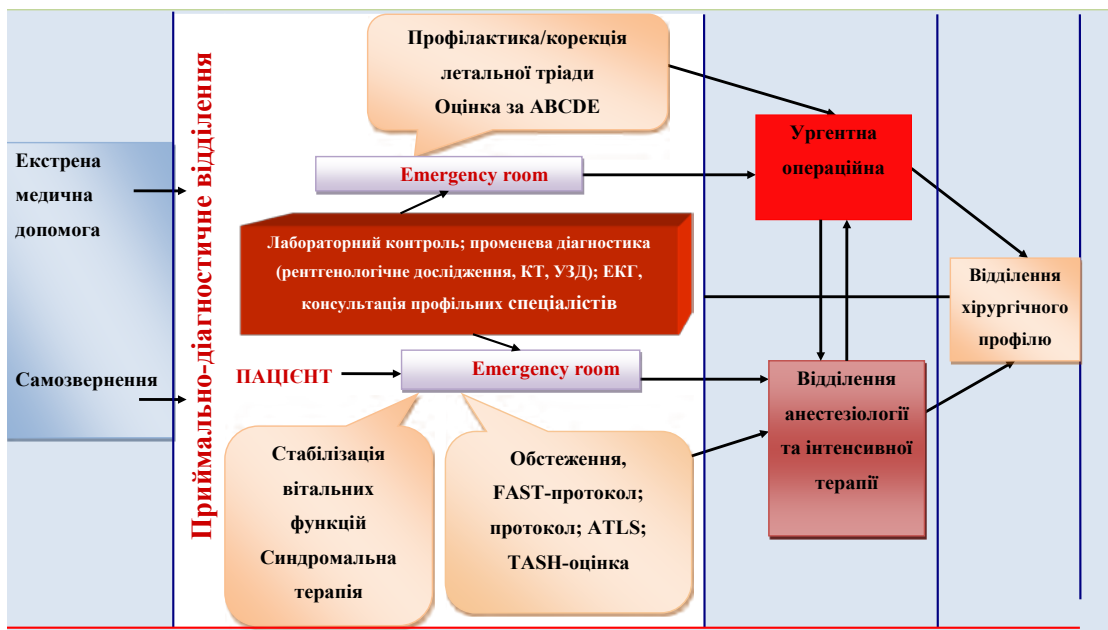 Екстрена
медична
допомога
Самозвернення
Приймально-діагностичне відділення
Профілактика/корекція
летальної тріади
Оцінка за ABCDE
Emergency room
Лабораторний контроль; променева діагностика
(рентгенологічне дослідження, КТ, УЗД); ЕКГ,
консультація профільних спеціалістів
ПАЦІЄНТ
Emergency room
Стабілізація
вітальних
функцій
Синдромальна
терапія
Обстеження,
FAST-протокол;
протокол; ATLS;
TASH-оцінка
Ургентна
операційна
Відділення
анестезіології
та інтенсивної
терапії
Відділення
хірургічного
профілю